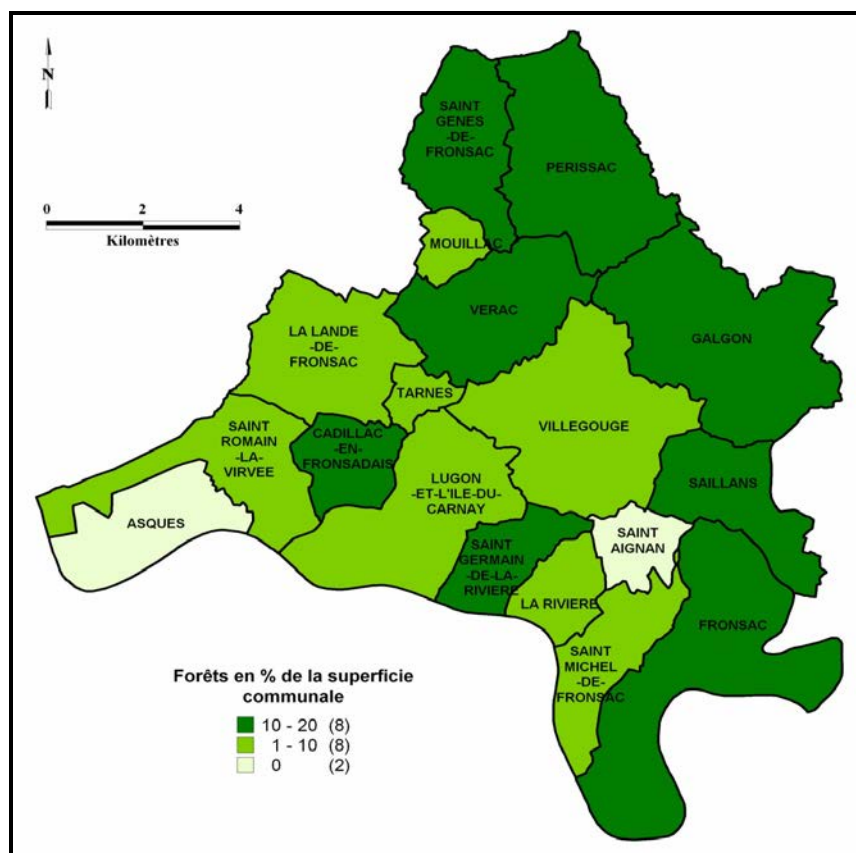 N
0 2 4
Kilomètres
SAINT
GENES
-DE-
FRONSAC
PERISSAC
MOUILLAC
VERAC
GALGON
LA LANDE
-DE-
FRONSAC
TARNES
VILLEGOUGE
SAINT
ROMAIN
-LA-
VIRVEE
CADILLAC
-EN-
FRONSADAIS
LUGON
-ET-L'ILE-DU-
CARNAY
SAILLANS
ASQUES
SAINT
AIGNAN
SAINT
GERMAIN
-DE-LA-
RIVIERE
LA RIVIERE
FRONSAC
SAINT
MICHEL
-DE-
FRONSAC
Forêts en % de la superficie
communale
10 - 20 (8)
1 - 10 (8)
0 (2)